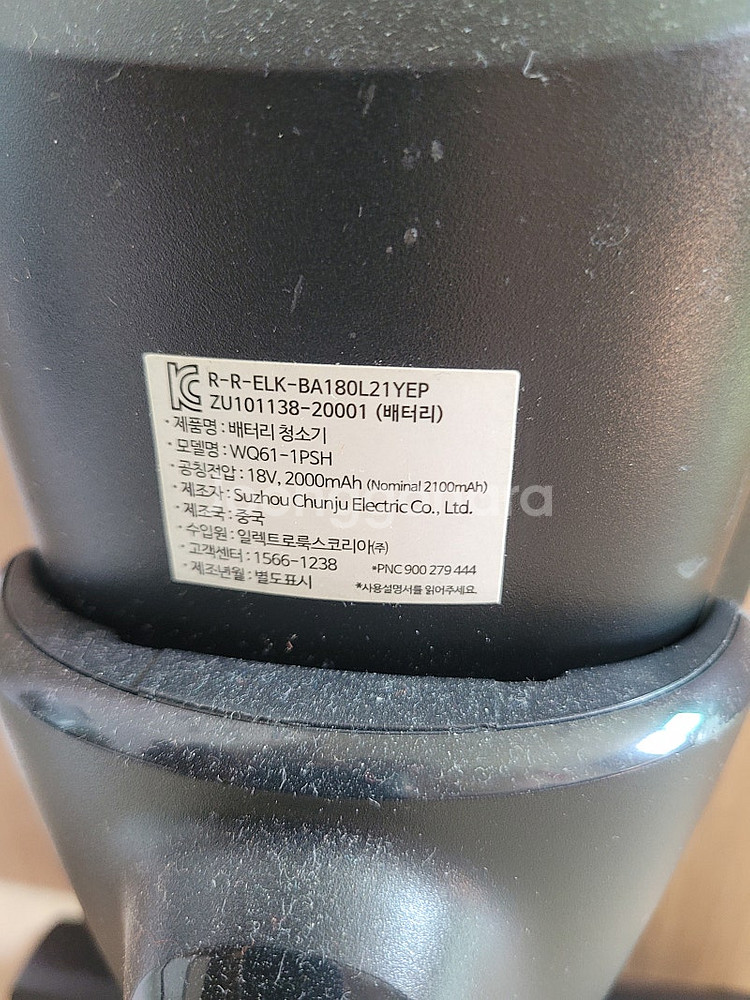 R-R-ELK-BA180L21YEP
ZU101138-20001 (배터리)
· 제품명 : 배터리 청소기
· 모델명 : WQ61-1PSH
· 공칭전압 : 18V, 2000mAh (Nominal 2100mAh)
· 제조자 : Suzhou Chunju Electric Co., Ltd.
· 제조국 : 중국
· 수입원 : 일렉트로룩스코리아㈜
· 고객센터 : 1566-1238 *PNC 900 279 444
· 제조년월 : 별도표시 *사용설명서를 읽어주세요.